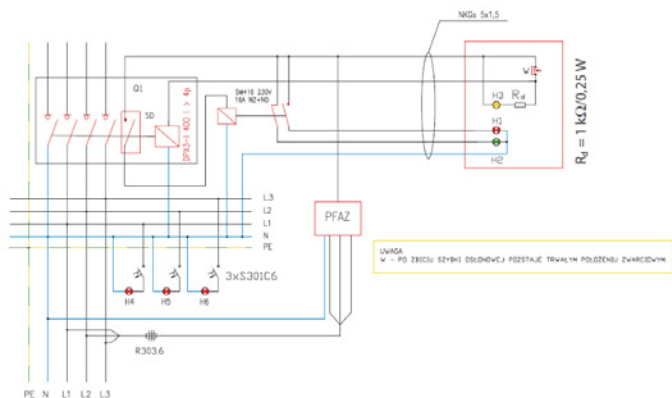 NKGs 5x1,5
Q1
SD
DPX3-I 400 I > 4p
SM416 230V
16A NZ+NO
W
H3
Rd
H1
H2
Rd = 1 kΩ/0,25 W
L3
L2
L1
N
PE
PFAZ
3xS301C6
H4 H5 H6
UWAGA
W - PO ZBICIU SZYBKI OSŁONOWEJ POZSTAJE TRWAŁYM POŁOŻENIU ZWARCIOWYM
R303.6
PE N L1 L2 L3